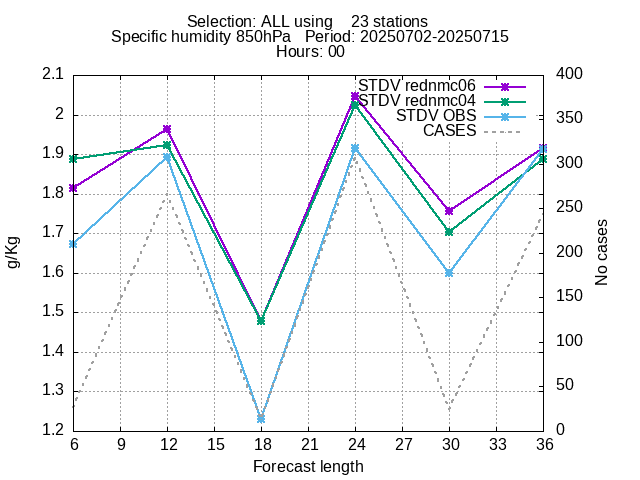 Selection: ALL using    23 stations
Specific humidity 850hPa   Period: 20250702-20250715
Hours: 00
STDV rednmc06
STDV rednmc04
STDV OBS
CASES
2.1
2
1.9
1.8
1.7
1.6
1.5
1.4
1.3
1.2
g/Kg
400
350
300
250
200
150
100
50
0
No cases
6 9 12 15 18 21 24 27 30 33 36
Forecast length